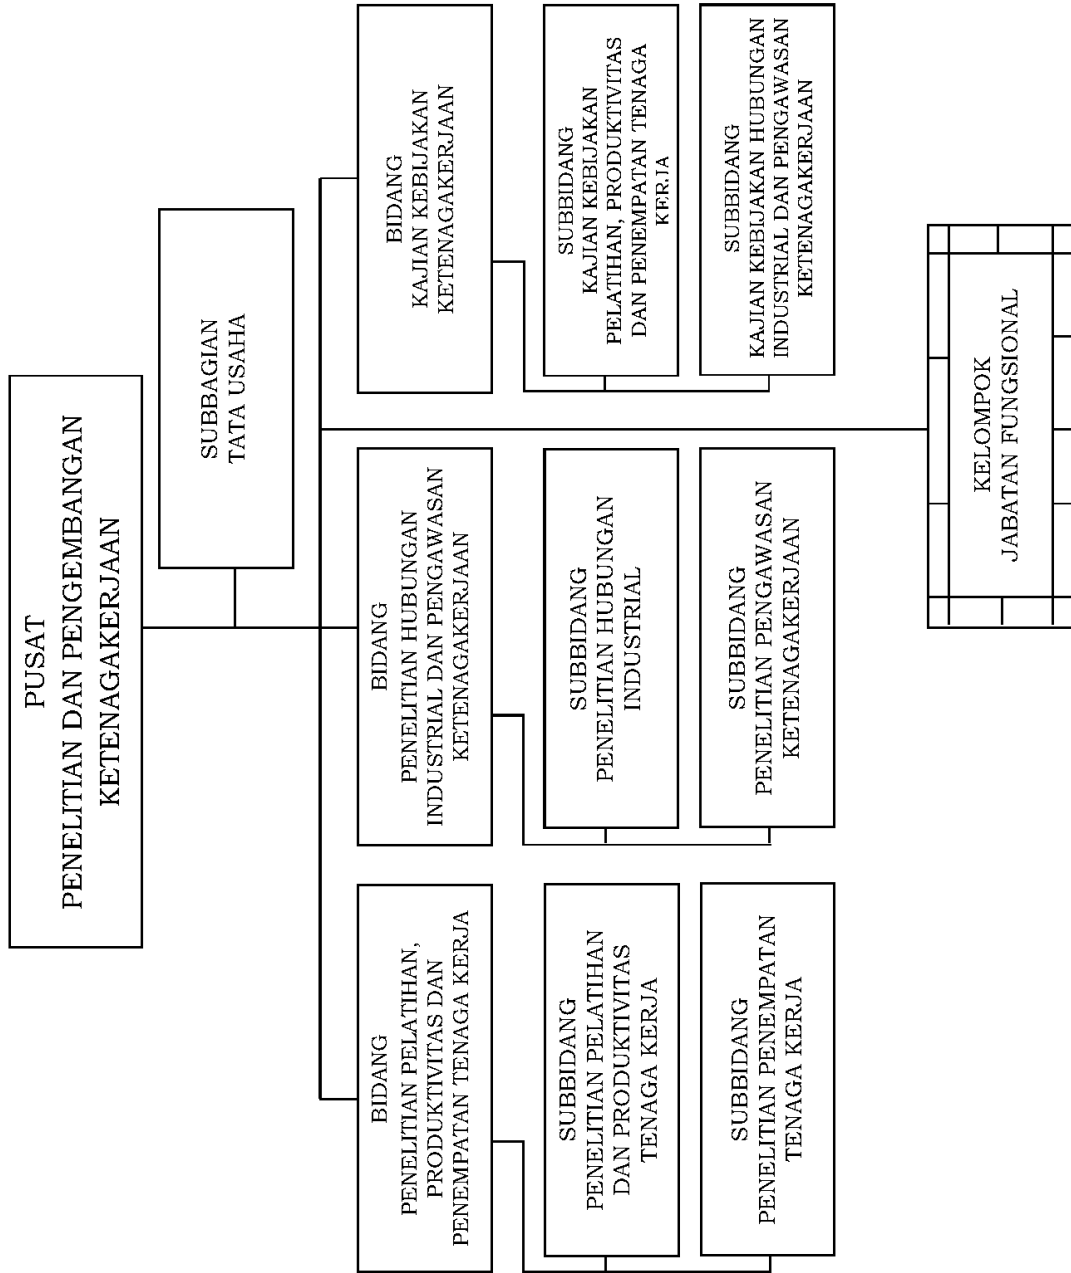 PUSAT
PENELITIAN DAN PENGEMBANGAN
KETENAGAKERJAAN
SUBBAGIAN
TATA USAHA
BIDANG
PENELITIAN PELATIHAN,
PRODUKTIVITAS DAN
PENEMPATAN TENAGA KERJA
BIDANG
PENELITIAN HUBUNGAN
INDUSTRIAL DAN PENGAWASAN
KETENAGAKERJAAN
BIDANG
KAJIAN KEBIJAKAN
KETENAGAKERJAAN
SUBBIDANG
PENELITIAN PELATIHAN
DAN PRODUKTIVITAS
TENAGA KERJA
SUBBIDANG
PENELITIAN HUBUNGAN
INDUSTRIAL
SUBBIDANG
KAJIAN KEBIJAKAN
PELATIHAN, PRODUKTIVITAS
DAN PENEMPATAN TENAGA
KERJA
SUBBIDANG
PENELITIAN PENEMPATAN
TENAGA KERJA
SUBBIDANG
PENELITIAN PENGAWASAN
KETENAGAKERJAAN
SUBBIDANG
KAJIAN KEBIJAKAN HUBUNGAN
INDUSTRIAL DAN PENGAWASAN
KETENAGAKERJAAN
KELOMPOK
JABATAN FUNGSIONAL